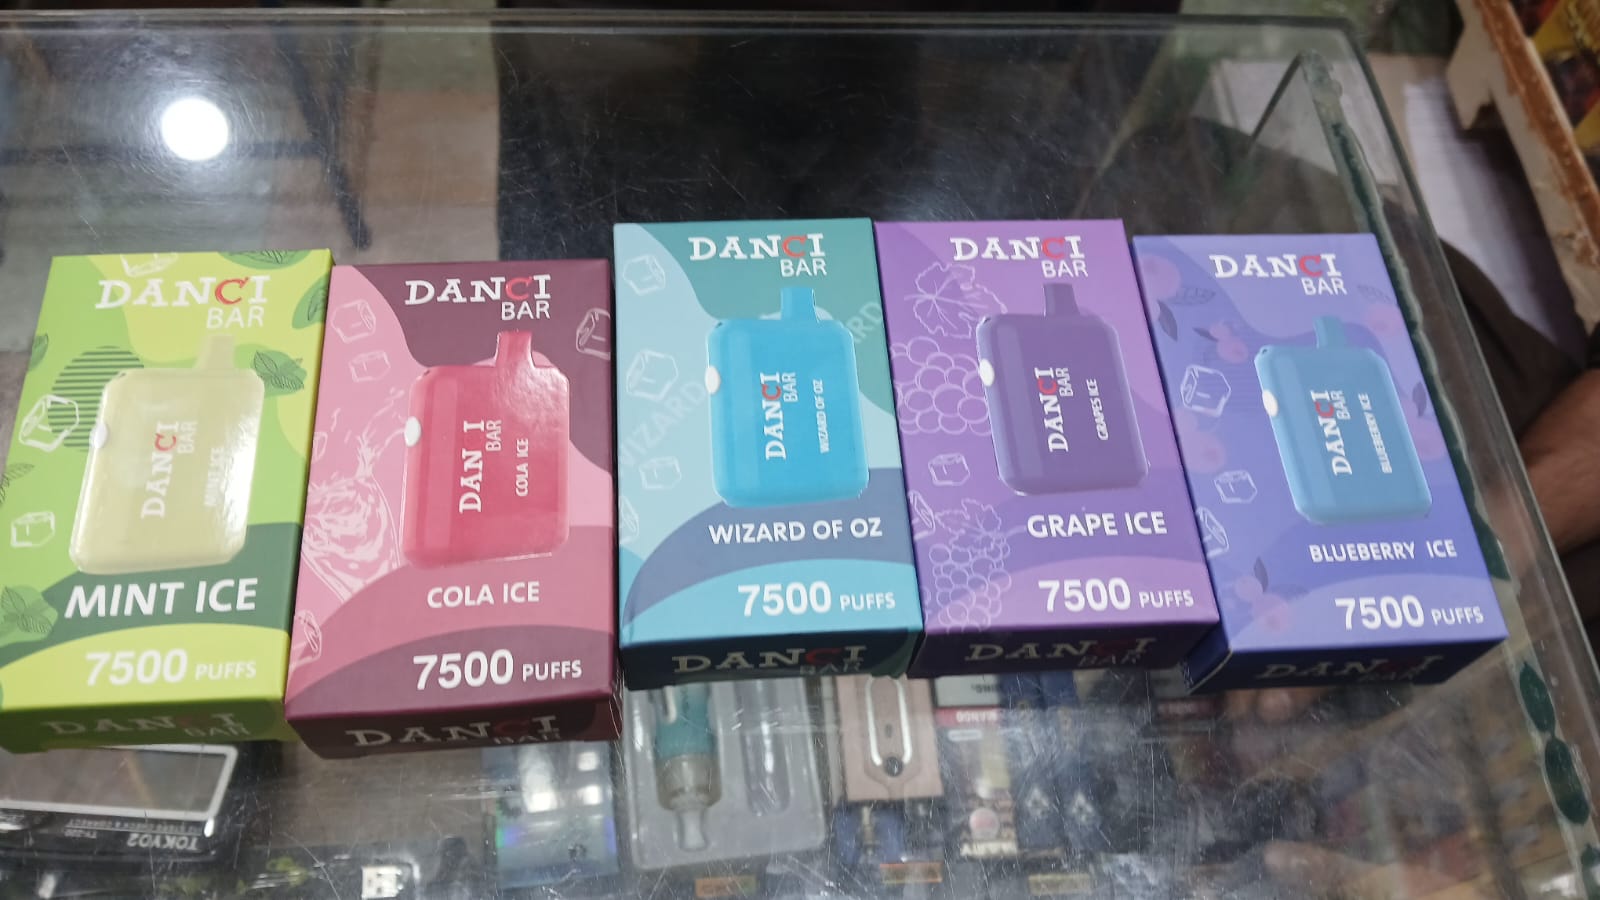 DANCI
BAR
DANCI
BAR
MINT ICE
MINT ICE
7500 PUFFS
DANCI
BAR
DANCI
BAR
DAN I
BAR
COLA ICE
COLA ICE
7500 PUFFS
DANCI
BAR
DANCI
BAR
WIZARD
DANCI
BAR
WIZARD OF OZ
WIZARD OF OZ
7500 PUFFS
DANCI
BAR
DANCI
BAR
DANCI
BAR
GRAPES ICE
GRAPE ICE
7500 PUFFS
DANCI
BAR
DANCI
BAR
DANCI
BAR
BLUEBERRY ICE
BLUEBERRY ICE
7500 PUFFS
DANCI
BAR
TOKYO2